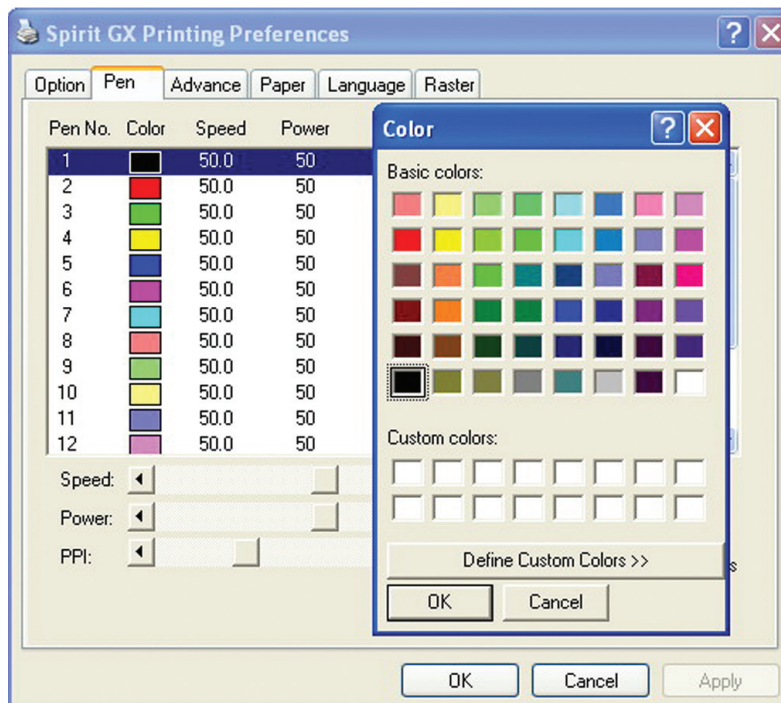 Spirit GX Printing Preferences
Option Pen Advance Paper Language Raster
Pen No. Color Speed Power
1 50.0 50
2 50.0 50
3 50.0 50
4 50.0 50
5 50.0 50
6 50.0 50
7 50.0 50
8 50.0 50
9 50.0 50
10 50.0 50
11 50.0 50
12 50.0 50
Speed:
Power:
PPI:
Color
Basic colors:
Custom colors:
Define Custom Colors >>
OK Cancel
s
OK Cancel Apply